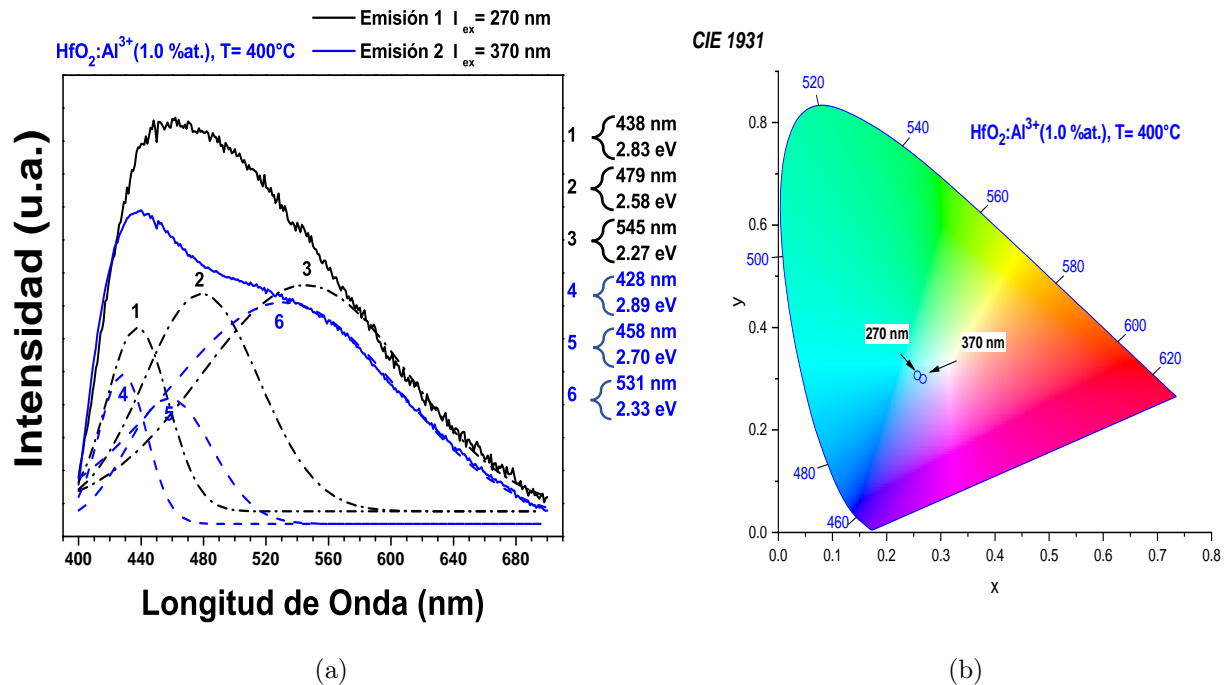 Emisión 1 l ex = 270 nm
HfO2:Al3+(1.0 %at.), T= 400°C
Emisión 2 l ex = 370 nm
Intensidad (u.a.)
1
438 nm
2.83 eV
2
479 nm
2.58 eV
3
545 nm
2.27 eV
4
428 nm
2.89 eV
5
458 nm
2.70 eV
6
531 nm
2.33 eV
1
2
3
4
5
6
400 440 480 520 560 600 640 680
Longitud de Onda (nm)
(a)
CIE 1931
HfO2:Al3+(1.0 %at.), T= 400°C
520
540
560
580
600
620
500
480
460
270 nm
370 nm
y
0.8
0.6
0.4
0.2
0.0
0.0 0.1 0.2 0.3 0.4 0.5 0.6 0.7 0.8
x
(b)